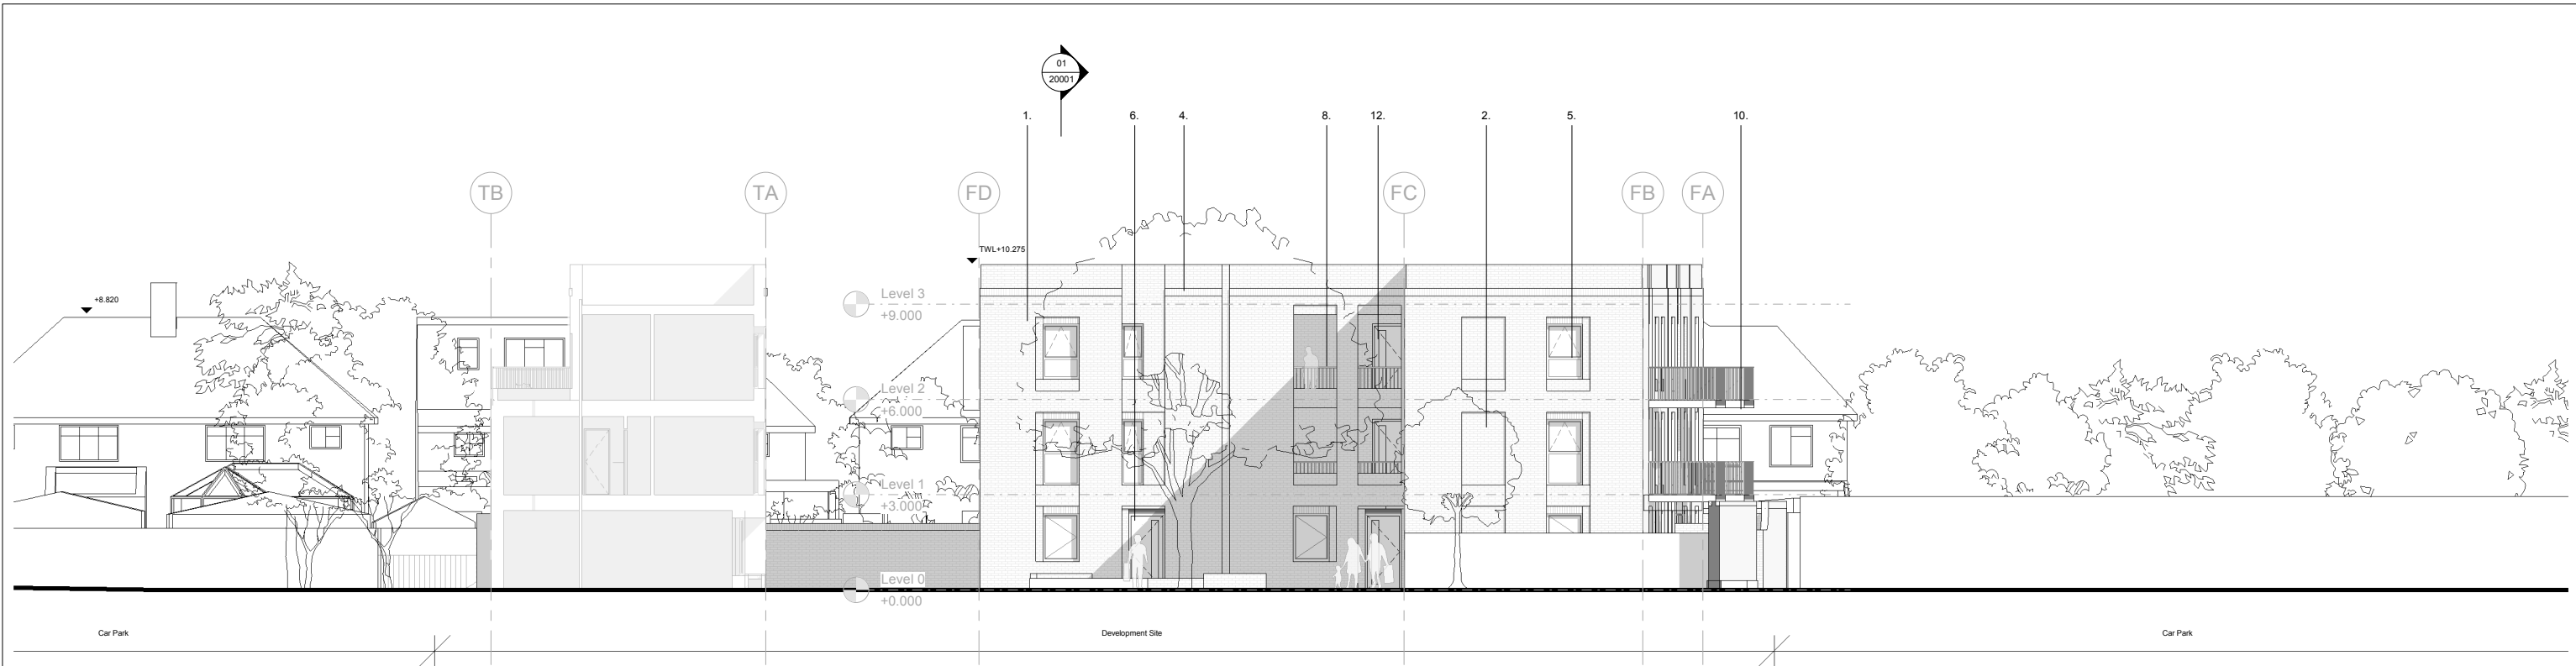 01
20001
1.
6.
4.
8.
12.
2.
5.
10.
TB
TA
FD
FC
FB
FA
TWL+10.275
+8.820
Level 3
+9.000
Level 2
+6.000
Level 1
+3.000
Level 0
+0.000
Car Park
Development Site
Car Park